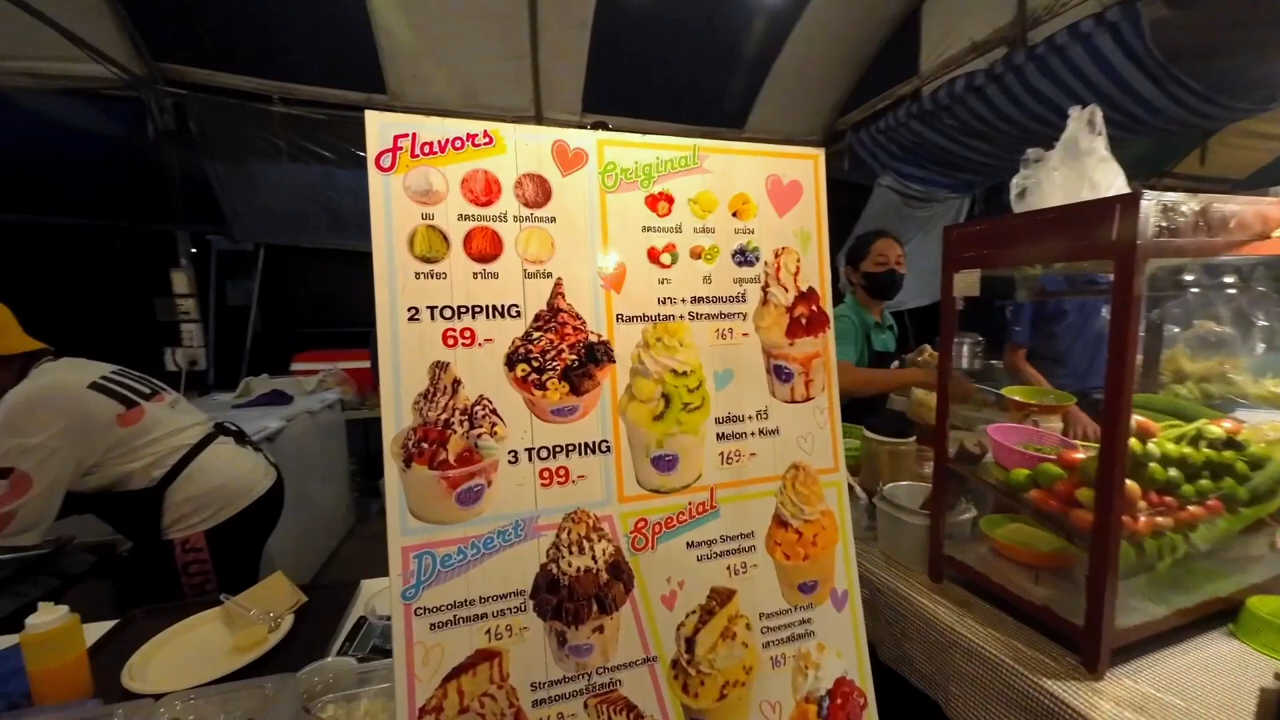 Flavors
นม
สตรอเบอร์รี่
ชอคโกแลต
ชาเขียว
ชาไทย
โยเกิร์ต
2 TOPPING
69.-
3 TOPPING
99.-
Original
สตรอเบอร์รี่
เมล่อน
มะม่วง
เงาะ
กีวี
บลูเบอร์รี่
เงาะ + สตรอเบอร์รี่
Rambutan + Strawberry
169.-
เมล่อน + กีวี่
Melon + Kiwi
169.-
Dessert
Chocolate brownie
ชอคโกแลต บราวนี่
169.-
Strawberry Cheesecake
สตรอเบอร์รี่ชีสเค้ก
Special
Mango Sherbet
มะม่วงเชอร์เบท
169.-
Passion Fruit
Cheesecake
เสาวรสชีสเค้ก
169.-